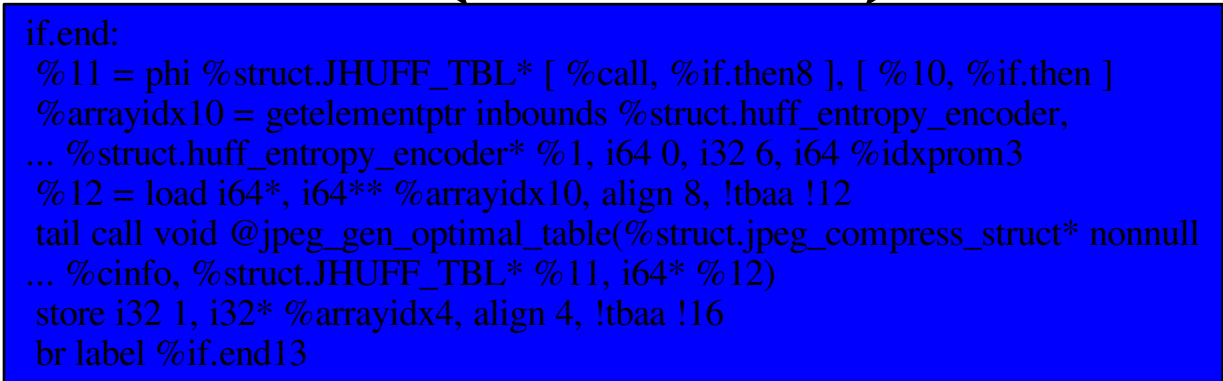 if.end:
%11 = phi %struct.JHUFF_TBL* [ %call, %if.then8 ], [ %10, %if.then ]
%arrayidx10 = getelementptr inbounds %struct.huff_entropy_encoder,
... %struct.huff_entropy_encoder* %1, i64 0, i32 6, i64 %idxprom3
%12 = load i64*, i64** %arrayidx10, align 8, !tbaa !12
tail call void @jpeg_gen_optimal_table(%struct.jpeg_compress_struct* nonnull
... %cinfo, %struct.JHUFF_TBL* %11, i64* %12)
store i32 1, i32* %arrayidx4, align 4, !tbaa !16
br label %if.end13